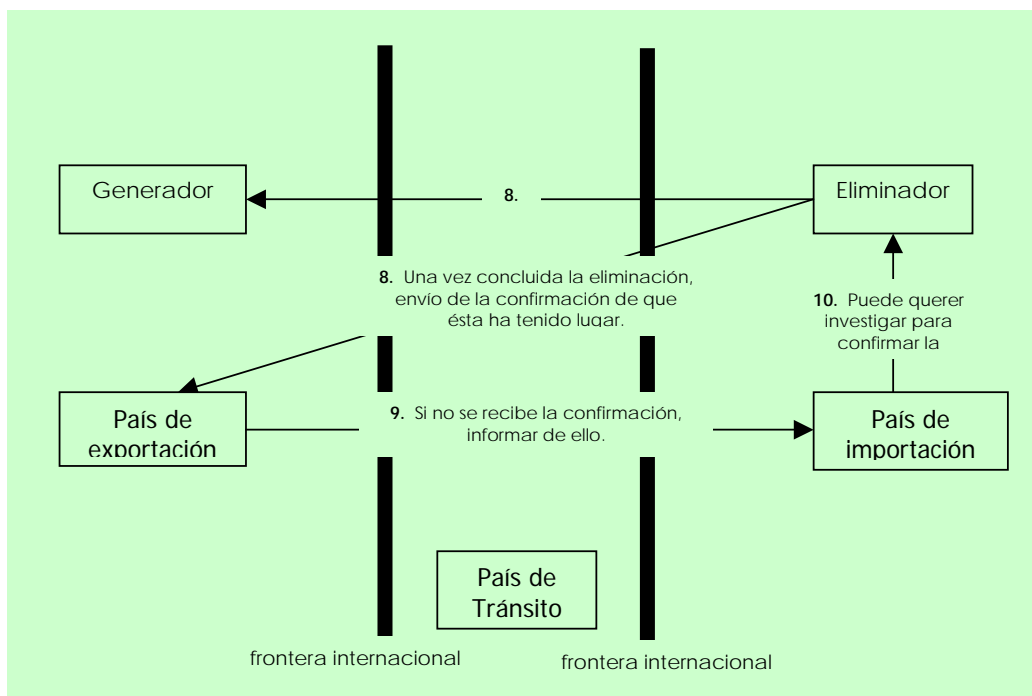 Generador
8.
Eliminador
8. Una vez concluida la eliminación,
envío de la confirmación de que
ésta ha tenido lugar.
10. Puede querer
investigar para
confirmar la
País de
exportación
9. Si no se recibe la confirmación,
informar de ello.
País de
importación
País de
Tránsito
frontera internacional
frontera internacional